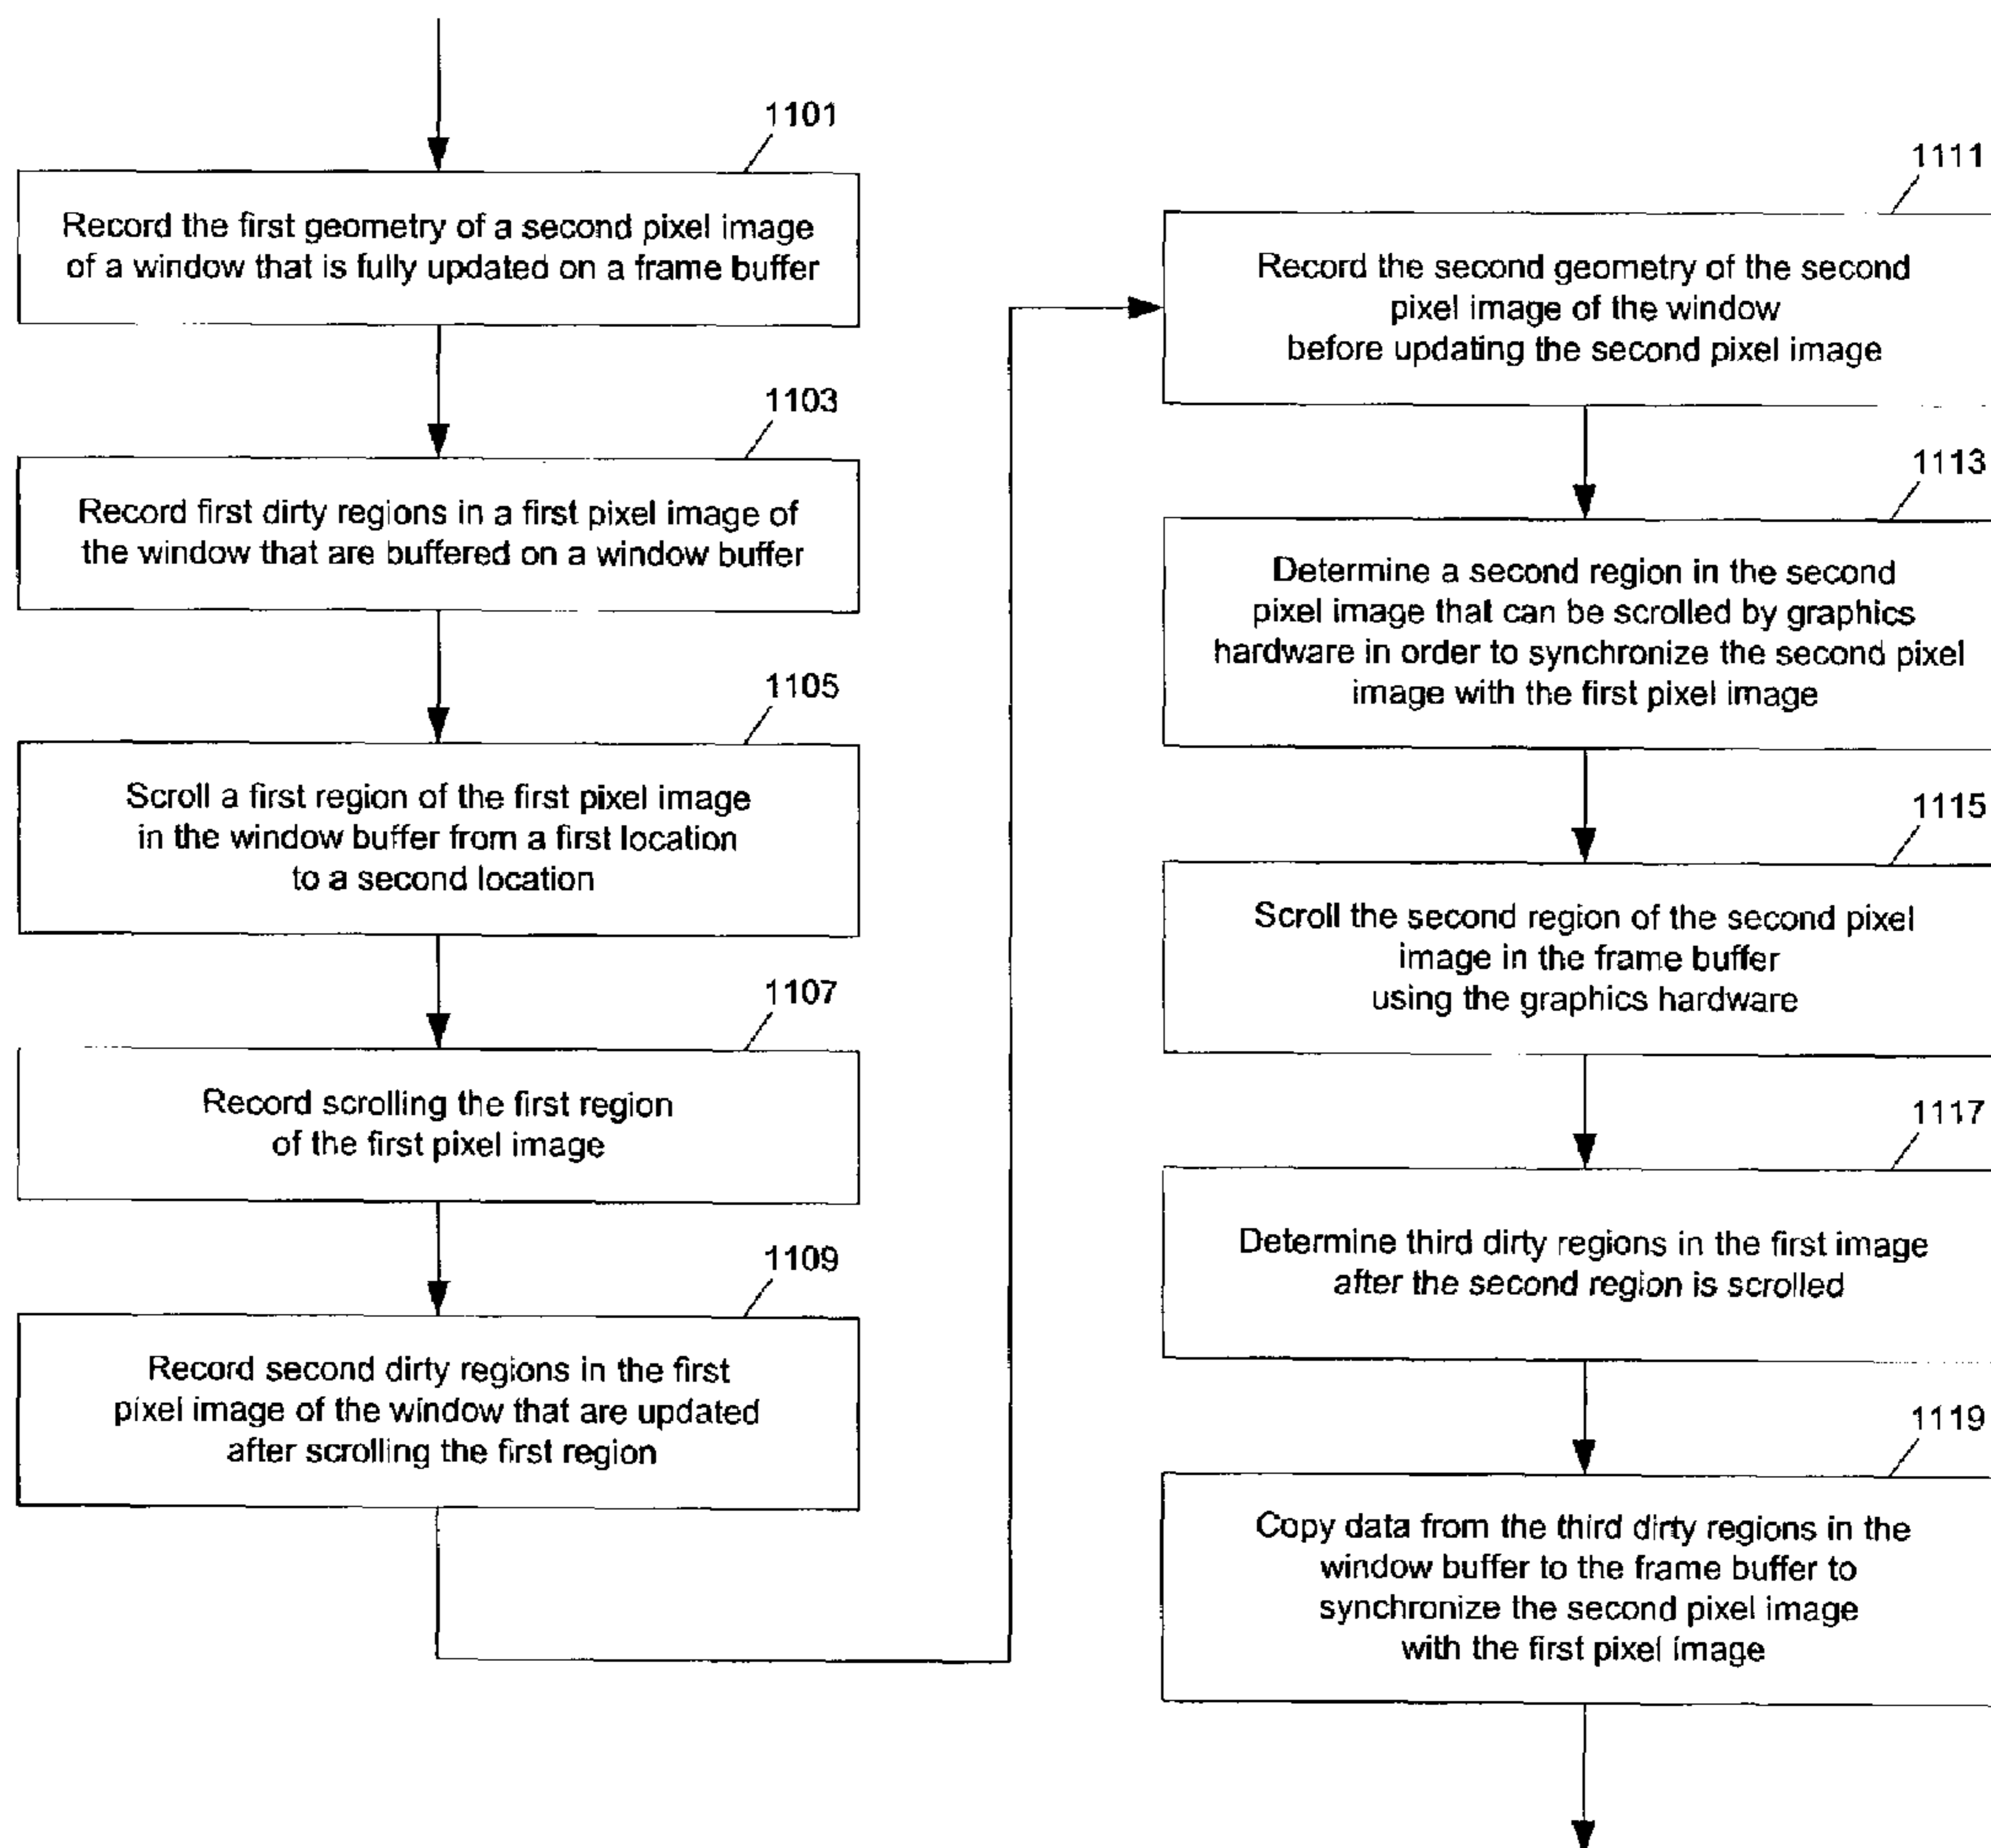 1101
Record the first geometry of a second pixel image
of a window that is fully updated on a frame buffer
1103
Record first dirty regions in a first pixel image of
the window that are buffered on a window buffer
1105
Scroll a first region of the first pixel image
in the window buffer from a first location
to a second location
1107
Record scrolling the first region
of the first pixel image
1109
Record second dirty regions in the first
pixel image of the window that are updated
after scrolling the first region
1111
Record the second geometry of the second
pixel image of the window
before updating the second pixel image
1113
Determine a second region in the second
pixel image that can be scrolled by graphics
hardware in order to synchronize the second pixel
image with the first pixel image
1115
Scroll the second region of the second pixel
image in the frame buffer
using the graphics hardware
1117
Determine third dirty regions in the first image
after the second region is scrolled
1119
Copy data from the third dirty regions in the
window buffer to the frame buffer to
synchronize the second pixel image
with the first pixel image